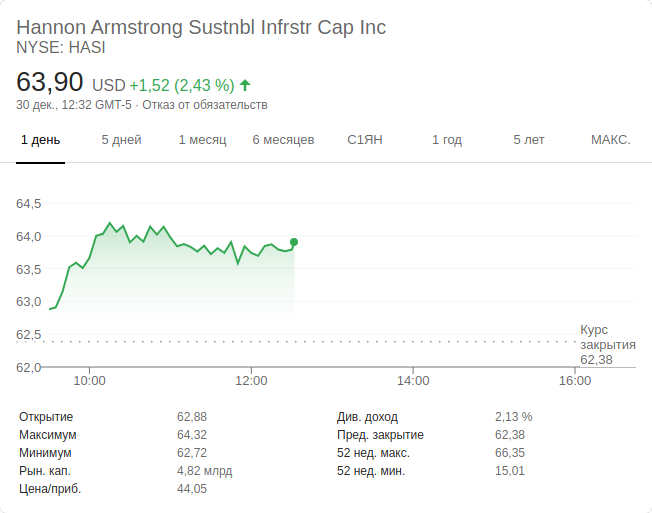 Hannon Armstrong Sustnbl Infrstr Cap Inc
NYSE: HASI
63,90 USD +1,52 (2,43 %)
30 дек., 12:32 GMT-5 · Отказ от обязательств
1 день 5 дней 1 месяц 6 месяцев С1ЯН 1 год 5 лет МАКС.
64,5
64,0
63,5
63,0
62,5
62,0
Курс
закрытия
62,38
10:00 12:00 14:00 16:00
Открытие 62,88 Див. доход 2,13 %
Максимум 64,32 Пред. закрытие 62,38
Минимум 62,72 52 нед. макс. 66,35
Рын. кап. 4,82 млрд 52 нед. мин. 15,01
Цена/приб. 44,05